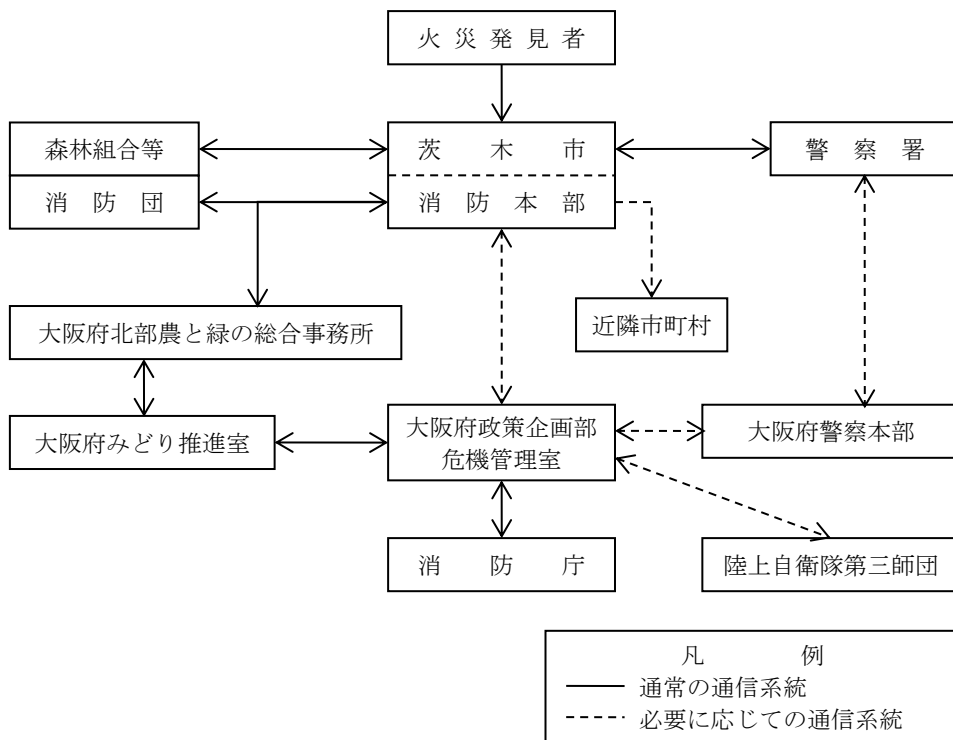 火災発見者
森林組合等
茨木市
警察署
消防団
消防本部
大阪府北部農と緑の総合事務所
近隣市町村
大阪府みどり推進室
大阪府政策企画部
危機管理室
大阪府警察本部
消防庁
陸上自衛隊第三師団
凡例
通常の通信系統
必要に応じての通信系統